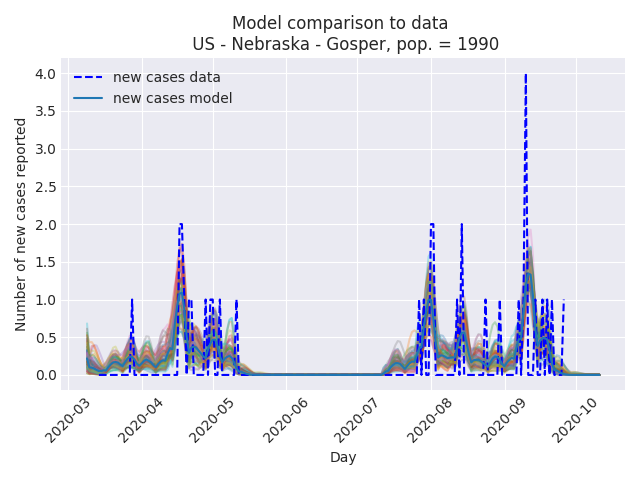 Model comparison to data
US - Nebraska - Gosper, pop. = 1990
new cases data
new cases model
Number of new cases reported
4.0
3.5
3.0
2.5
2.0
1.5
1.0
0.5
0.0
2020-03
2020-04
2020-05
2020-06
2020-07
2020-08
2020-09
2020-10
Day